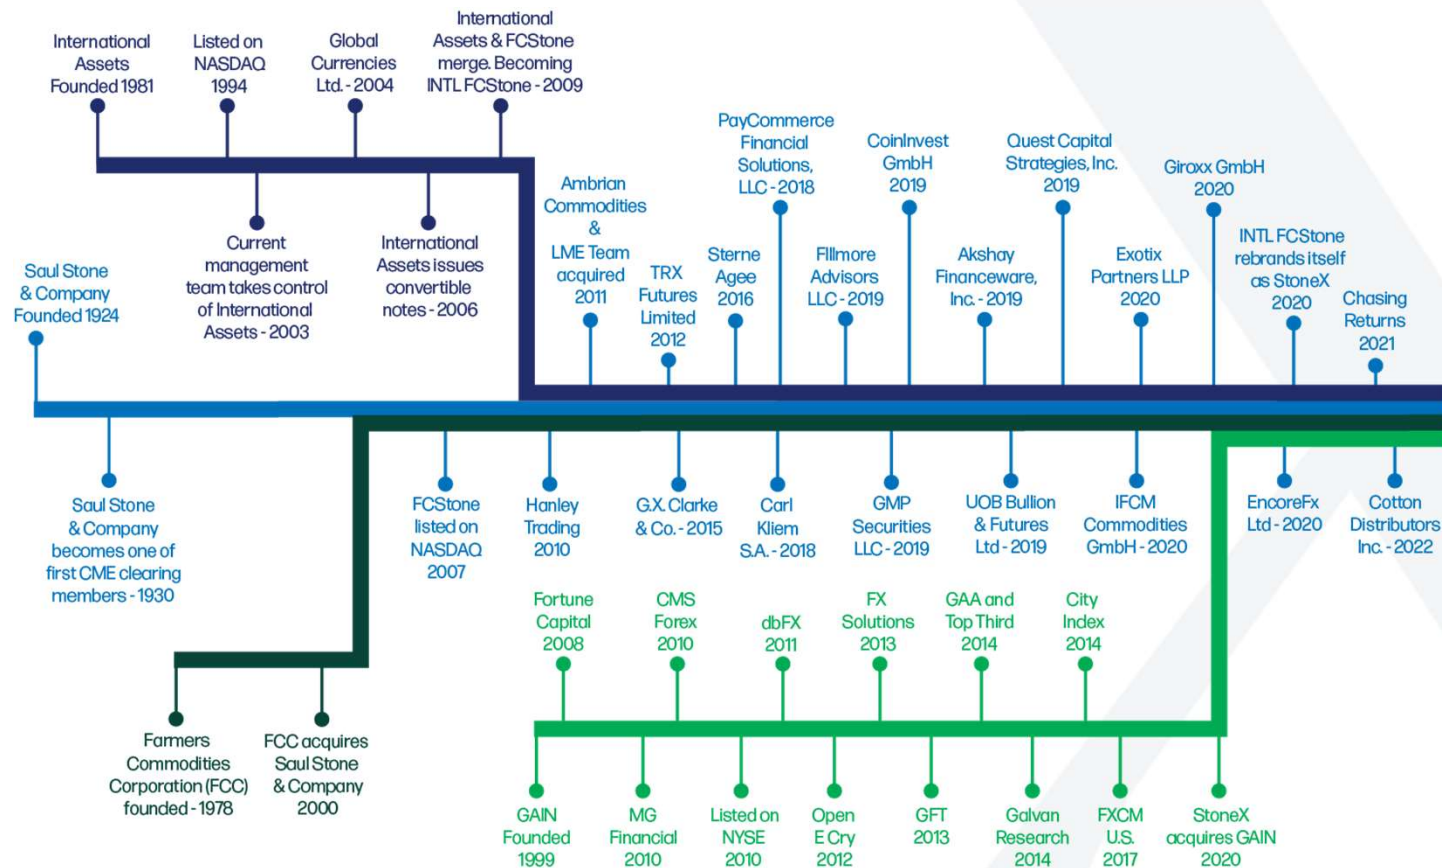 International
Assets
Founded 1981
Listed on
NASDAQ
1994
Global
Currencies
Ltd. - 2004
International
Assets & FCStone
merge. Becoming
INTL FCStone - 2009
Current
management
team takes control
of International
Assets - 2003
International
Assets issues
convertible
notes - 2006
Saul Stone
& Company
Founded 1924
Ambrian
Commodities
&
LME Team
acquired
2011
TRX
Futures
Limited
2012
Sterne
Agee
2016
PayCommerce
Financial
Solutions,
LLC - 2018
FIllmore
Advisors
LLC - 2019
CoinInvest
GmbH
2019
Akshay
Financeware,
Inc. - 2019
Quest Capital
Strategies, Inc.
2019
Exotix
Partners LLP
2020
Giroxx GmbH
2020
INTL FCStone
rebrands itself
as StoneX
2020
Chasing
Returns
2021
Saul Stone
& Company
becomes one of
first CME clearing
members - 1930
FCStone
listed on
NASDAQ
2007
Hanley
Trading
2010
G.X. Clarke
& Co. - 2015
Carl
Kliem
S.A. - 2018
GMP
Securities
LLC - 2019
UOB Bullion
& Futures
Ltd - 2019
IFCM
Commodities
GmbH - 2020
EncoreFx
Ltd - 2020
Cotton
Distributors
Inc. - 2022
Farmers
Commodities
Corporation (FCC)
founded - 1978
FCC acquires
Saul Stone
& Company
2000
Fortune
Capital
2008
CMS
Forex
2010
dbFX
2011
FX
Solutions
2013
GAA and
Top Third
2014
City
Index
2014
GAIN
Founded
1999
MG
Financial
2010
Listed on
NYSE
2010
Open
E Cry
2012
GFT
2013
Galvan
Research
2014
FXCM
U.S.
2017
StoneX
acquires GAIN
2020